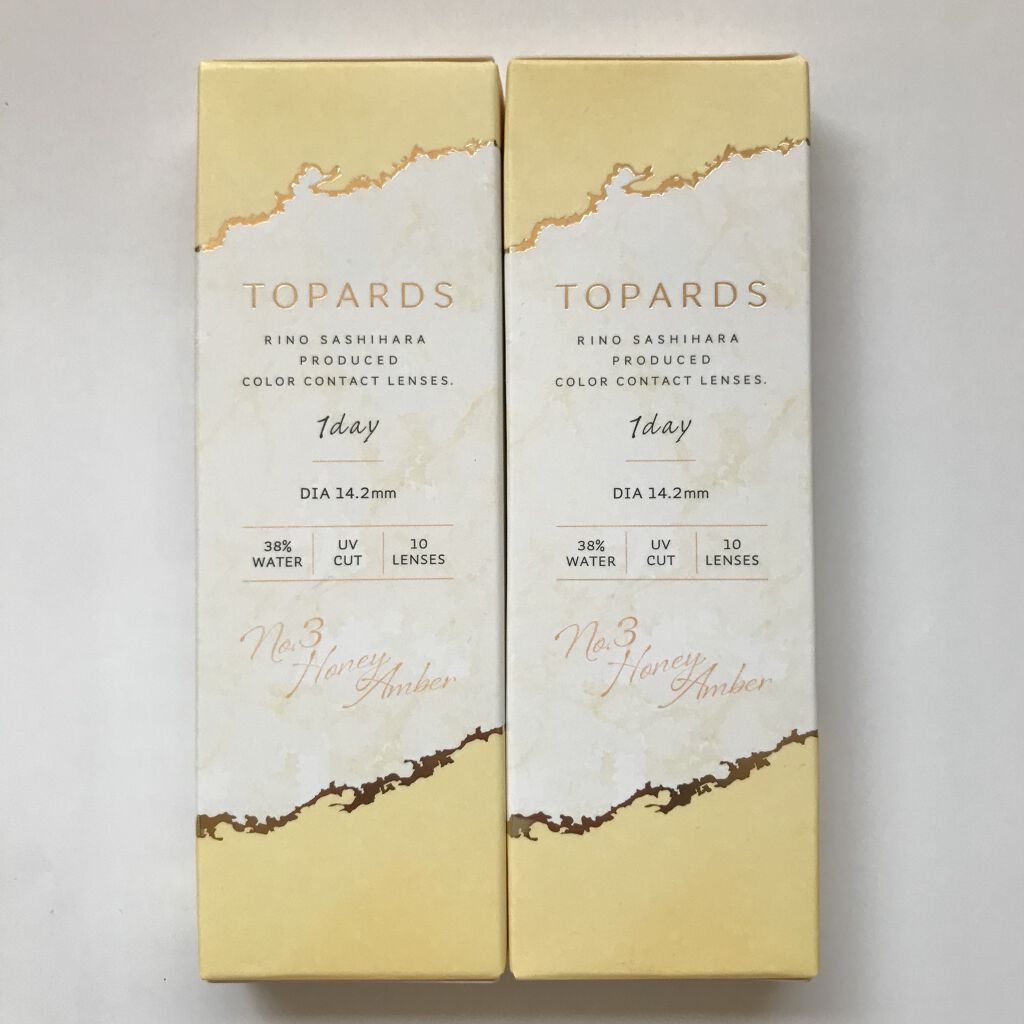 TOPARDS
RINO SASHIHARA
PRODUCED
COLOR CONTACT LENSES.
1day
DIA 14.2mm
38%
WATER
UV
CUT
10
LENSES
No.3
Honey
Amber
TOPARDS
RINO SASHIHARA
PRODUCED
COLOR CONTACT LENSES.
1day
DIA 14.2mm
38%
WATER
UV
CUT
10
LENSES
No.3
Honey
Amber